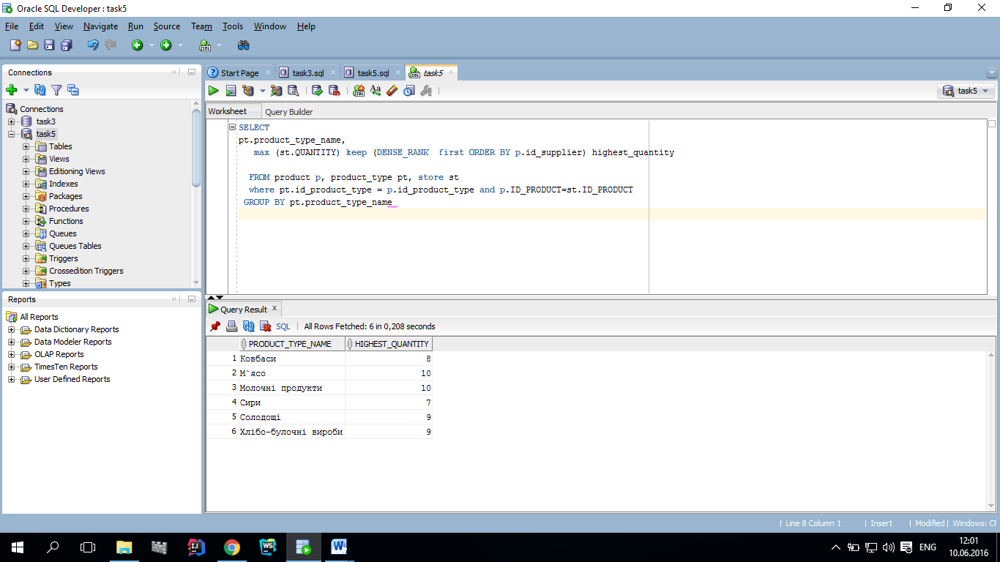 Oracle SQL Developer : task5
File Edit View Navigate Run Source Team Tools Window Help
Connections
Connections
task3
task5
Tables
Views
Editioning Views
Indexes
Packages
Procedures
Functions
Queues
Queues Tables
Triggers
Crossedition Triggers
Types
Reports
All Reports
Data Dictionary Reports
Data Modeler Reports
OLAP Reports
TimesTen Reports
User Defined Reports
Start Page task3.sql task5.sql task5
task5
Worksheet Query Builder
SELECT
pt.product_type_name,
max (st.QUANTITY) keep (DENSE_RANK first ORDER BY p.id_supplier) highest_quantity
FROM product p, product_type pt, store st
where pt.id_product_type = p.id_product_type and p.ID_PRODUCT=st.ID_PRODUCT
GROUP BY pt.product_type_name
Query Result
SQL | All Rows Fetched: 6 in 0,208 seconds
PRODUCT_TYPE_NAME HIGHEST_QUANTITY
1 Ковбаси 8
2 М`ясо 10
3 Молочні продукти 10
4 Сири 7
5 Солодощі 9
6 Хлібо-булочні вироби 9
| Line 8 Column 1 | Insert | Modified | Windows: CF
ENG
12:01
10.06.2016